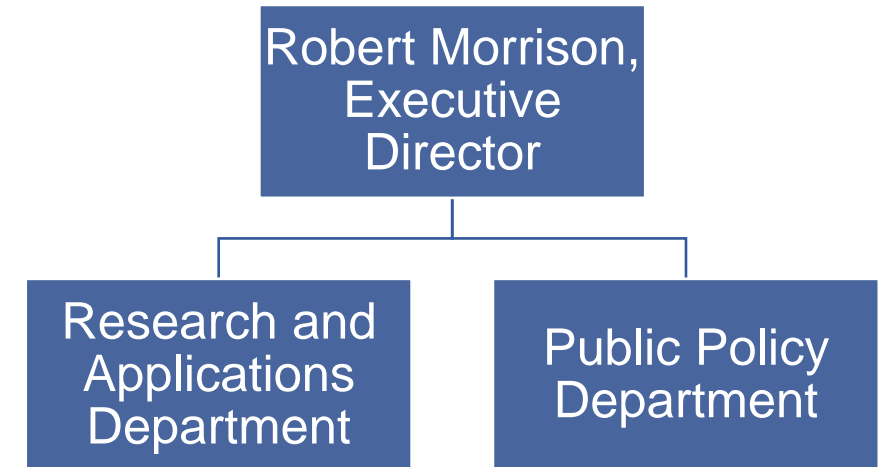 Robert Morrison,
Executive
Director
Research and
Applications
Department
Public Policy
Department